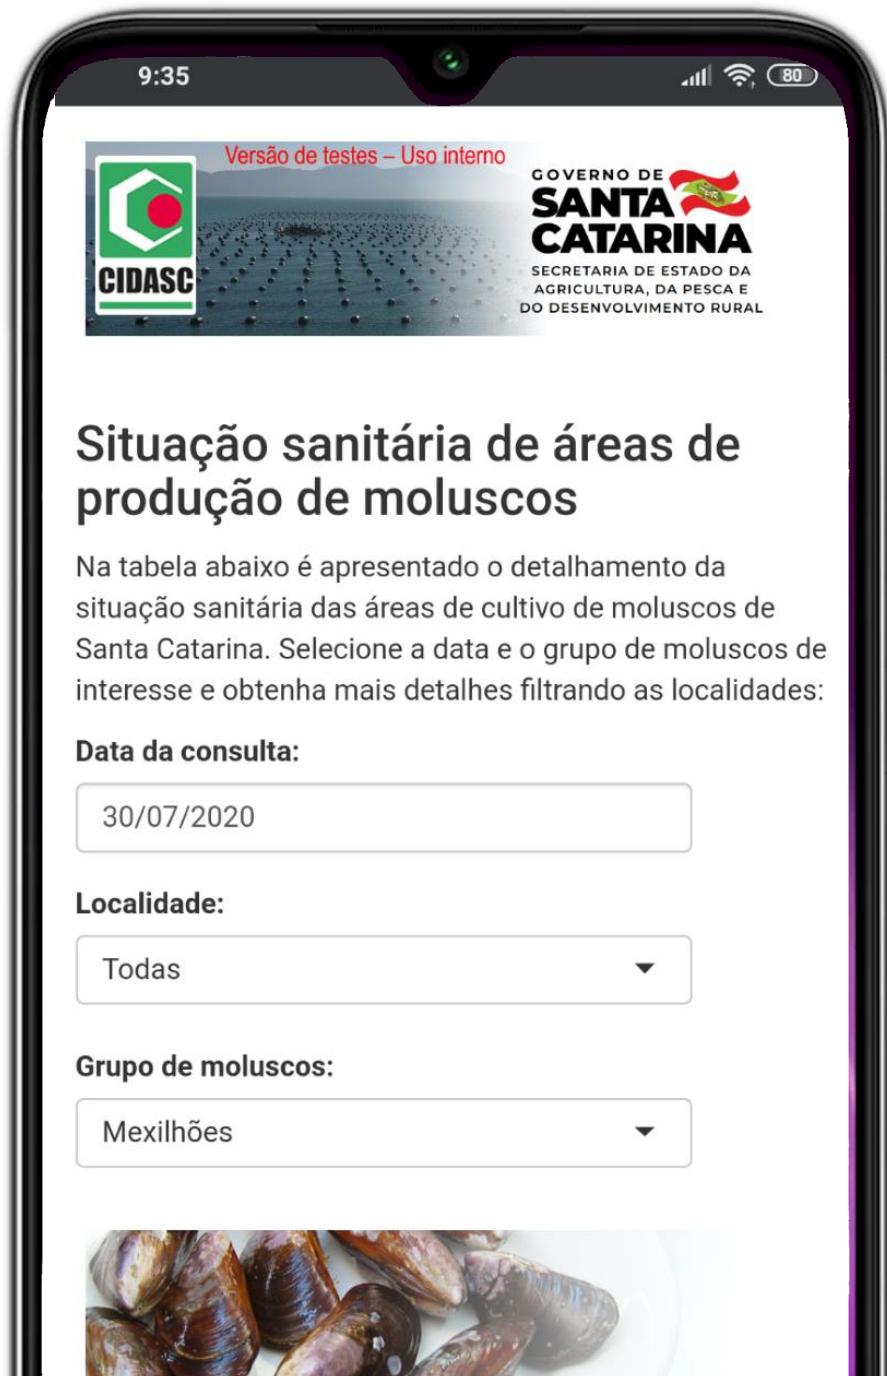 9:35
80
Versão de testes – Uso interno
CIDASC
GOVERNO DE
SANTA
CATARINA
SECRETARIA DE ESTADO DA
AGRICULTURA, DA PESCA E
DO DESENVOLVIMENTO RURAL
Situação sanitária de áreas de
produção de moluscos
Na tabela abaixo é apresentado o detalhamento da
situação sanitária das áreas de cultivo de moluscos de
Santa Catarina. Selecione a data e o grupo de moluscos de
interesse e obtenha mais detalhes filtrando as localidades:
Data da consulta:
30/07/2020
Localidade:
Todas
Grupo de moluscos:
Mexilhões